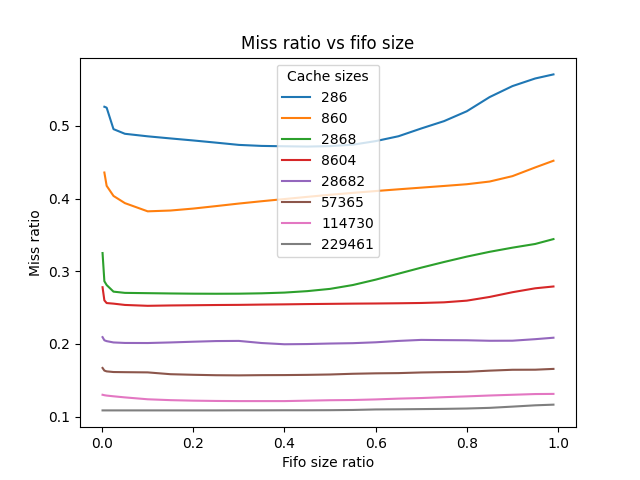 Miss ratio vs fifo size
Cache sizes
286
860
2868
8604
28682
57365
114730
229461
Miss ratio
0.5
0.4
0.3
0.2
0.1
0.0 0.2 0.4 0.6 0.8 1.0
Fifo size ratio